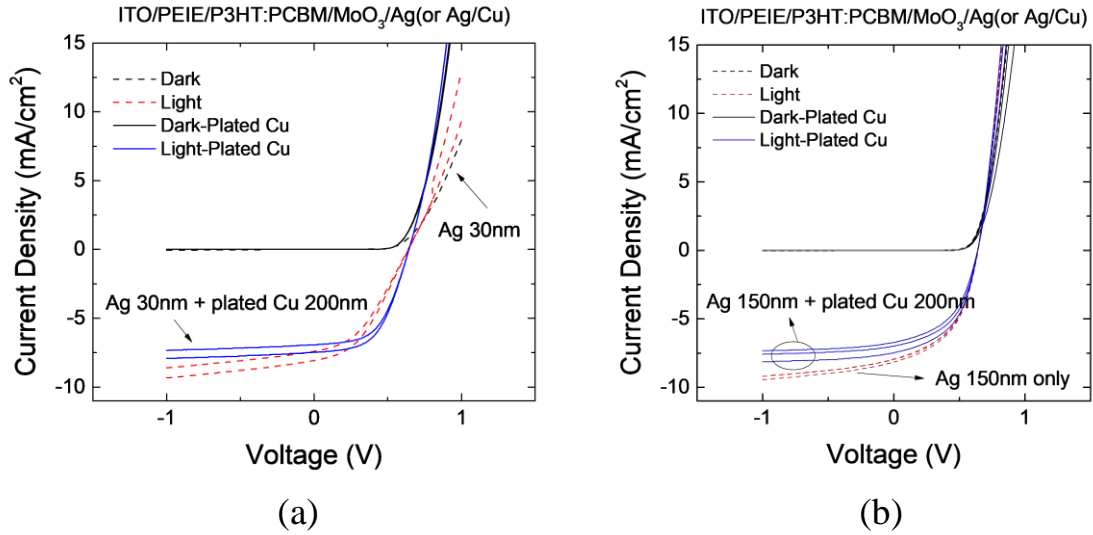 ITO/PEIE/P3HT:PCBM/MoO3/Ag(or Ag/Cu)
15
10
5
0
-5
-10
Current Density (mA/cm2)
Dark
Light
Dark-Plated Cu
Light-Plated Cu
Ag 30nm
Ag 30nm + plated Cu 200nm
-1
0
1
Voltage (V)
(a)
ITO/PEIE/P3HT:PCBM/MoO3/Ag(or Ag/Cu)
15
10
5
0
-5
-10
Current Density (mA/cm2)
Dark
Light
Dark-Plated Cu
Light-Plated Cu
Ag 150nm + plated Cu 200nm
Ag 150nm only
-1
0
1
Voltage (V)
(b)